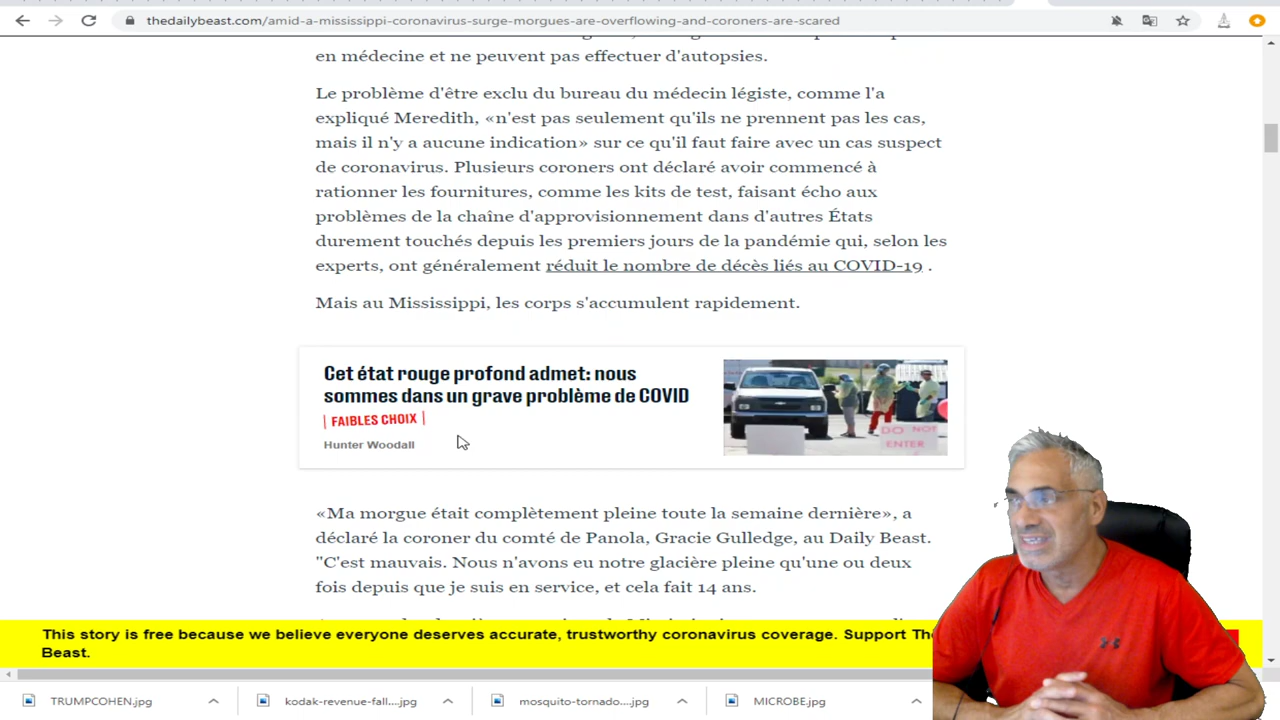 thedailybeast.com/amid-a-mississippi-coronavirus-surge-morgues-are-overflowing-and-coroners-are-scared
en médecine et ne peuvent pas effectuer d'autopsies.
Le problème d'être exclu du bureau du médecin légiste, comme l'a
expliqué Meredith, «n'est pas seulement qu'ils ne prennent pas les cas,
mais il n'y a aucune indication» sur ce qu'il faut faire avec un cas suspect
de coronavirus. Plusieurs coroners ont déclaré avoir commencé à
rationner les fournitures, comme les kits de test, faisant écho aux
problèmes de la chaîne d'approvisionnement dans d'autres États
durement touchés depuis les premiers jours de la pandémie qui, selon les
experts, ont généralement réduit le nombre de décès liés au COVID-19 .
Mais au Mississippi, les corps s'accumulent rapidement.
Cet état rouge profond admet: nous
sommes dans un grave problème de COVID
| FAIBLES CHOIX |
Hunter Woodall
DO NOT
ENTER
«Ma morgue était complètement pleine toute la semaine dernière», a
déclaré la coroner du comté de Panola, Gracie Gulledge, au Daily Beast.
"C'est mauvais. Nous n'avons eu notre glacière pleine qu'une ou deux
fois depuis que je suis en service, et cela fait 14 ans.
This story is free because we believe everyone deserves accurate, trustworthy coronavirus coverage. Support The
Beast.
TRUMPCOHEN.jpg
kodak-revenue-fall....jpg
mosquito-tornado....jpg
MICROBE.jpg